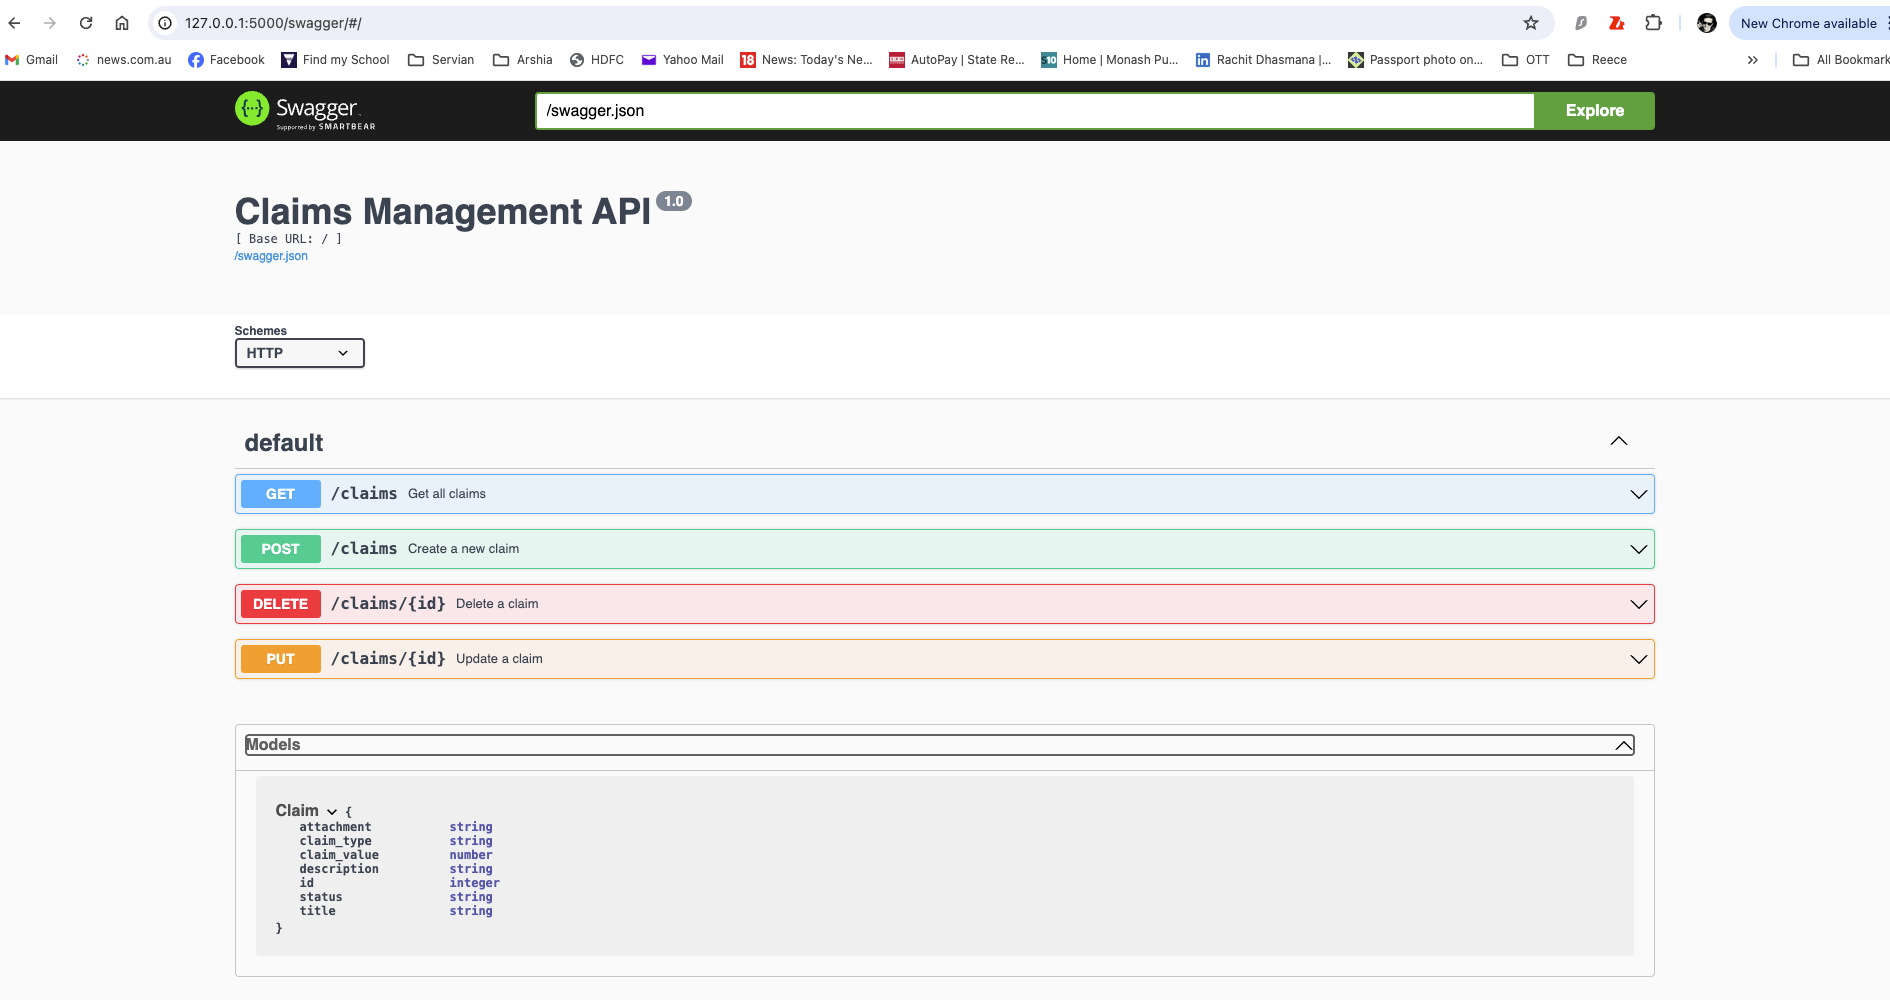 127.0.0.1:5000/swagger/#/
New Chrome available
Gmail
news.com.au
Facebook
Find my School
Servian
Arshia
HDFC
Yahoo Mail
18 News: Today's Ne...
AutoPay | State Re...
$10 Home | Monash Pu...
in Rachit Dhasmana |...
Passport photo on...
OTT
Reece
»
All Bookmark
{···} Swagger
Supported by SMARTBEAR
/swagger.json
Explore
Claims Management API 1.0
[ Base URL: / ]
/swagger.json
Schemes
HTTP
default
GET /claims Get all claims
POST /claims Create a new claim
DELETE /claims/{id} Delete a claim
PUT /claims/{id} Update a claim
Models
Claim {
attachment string
claim_type string
claim_value number
description string
id integer
status string
title string
}